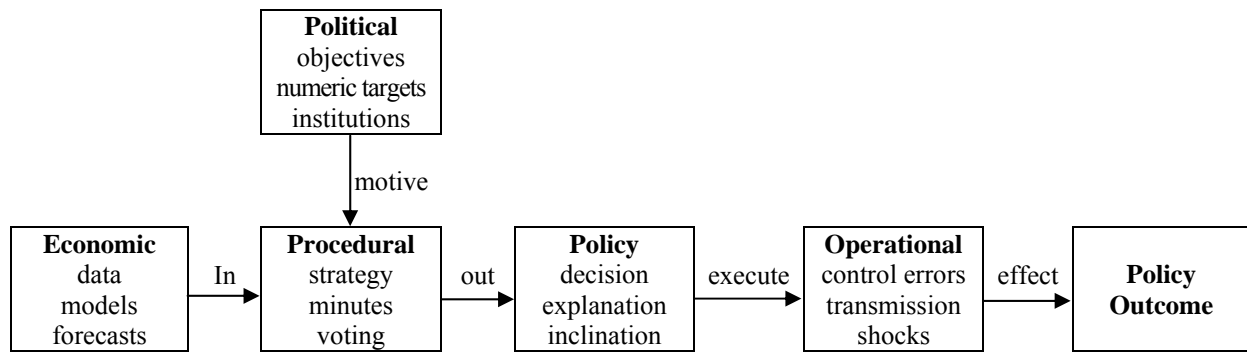 Political
objectives
numeric targets
institutions
motive
Economic
data
models
forecasts
In
Procedural
strategy
minutes
voting
out
Policy
decision
explanation
inclination
execute
Operational
control errors
transmission
shocks
effect
Policy
Outcome